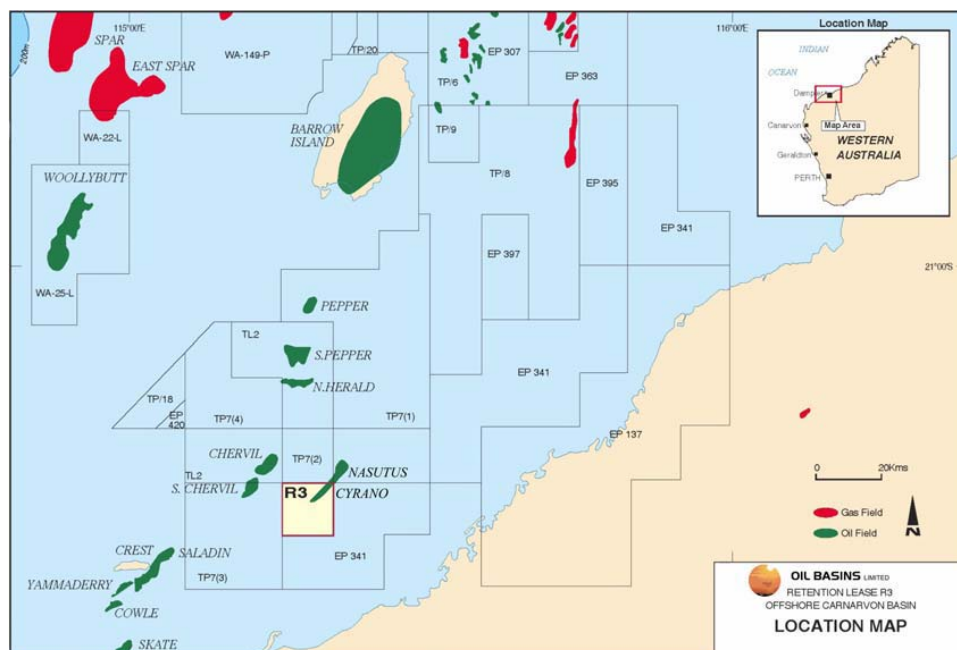 115°00'E
116°00'E
200m
SPAR
EAST SPAR
WA-149-P
TP/20
EP 307
TP/6
EP 363
BARROW
ISLAND
TP/9
WA-22-L
WOOLLYBUTT
TP/8
EP 395
EP 341
EP 397
WA-25-L
21°00'S
PEPPER
TL2
S.PEPPER
N.HERALD
EP 341
TP/18
EP
420
TP7(4)
TP7(1)
EP 137
CHERVIL
TP7(2)
NASUTUS
TL2
S. CHERVIL
R3
CYRANO
CREST
SALADIN
EP 341
YAMMADERRY
TP7(3)
COWLE
SKATE
Location Map
INDIAN
OCEAN
Dampier
Map Area
Canarvon
WESTERN
AUSTRALIA
Geraldton
PERTH
0
20Kms
Gas Field
Oil Field
N
OIL BASINS LIMITED
RETENTION LEASE R3
OFFSHORE CARNARVON BASIN
LOCATION MAP